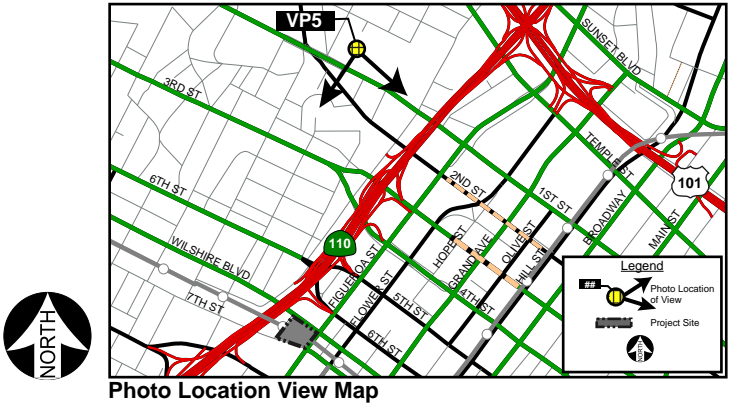 VP5
SUNSET BLVD
3RD ST
TEMPLE ST
2ND ST
1ST ST
101
6TH ST
BROADWAY
MAIN ST
HOPE ST
GRAND AVE
OLIVE ST
HILL ST
110
WILSHIRE BLVD
FIGUEROA ST
FLOWER ST
4TH ST
7TH ST
5TH ST
6TH ST
Legend
##
Photo Location
of View
Project Site
NORTH
NORTH
Photo Location View Map